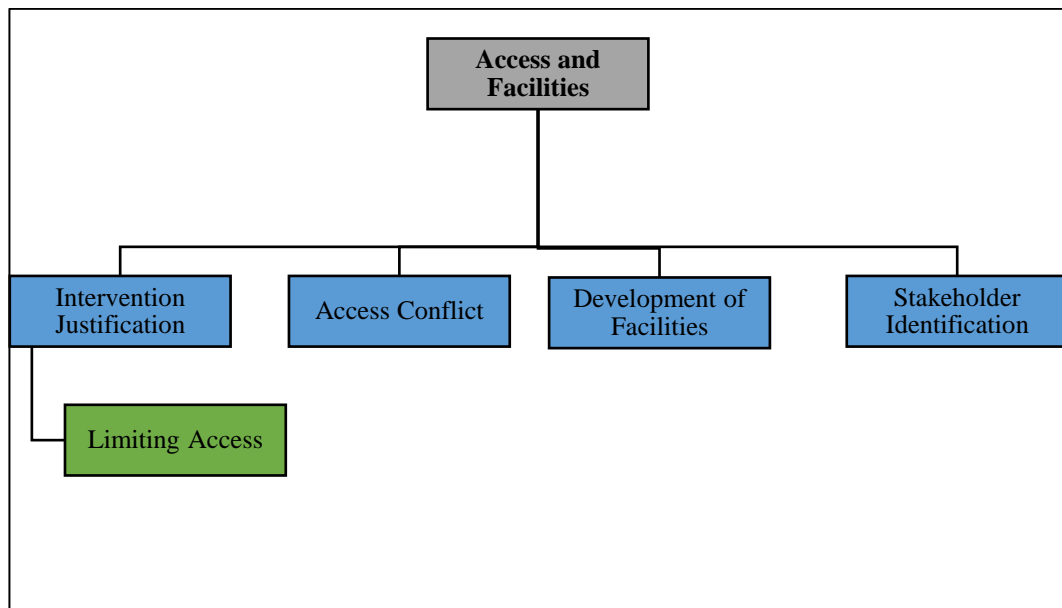 Access and
Facilities
Intervention
Justification
Access Conflict
Development of
Facilities
Stakeholder
Identification
Limiting Access